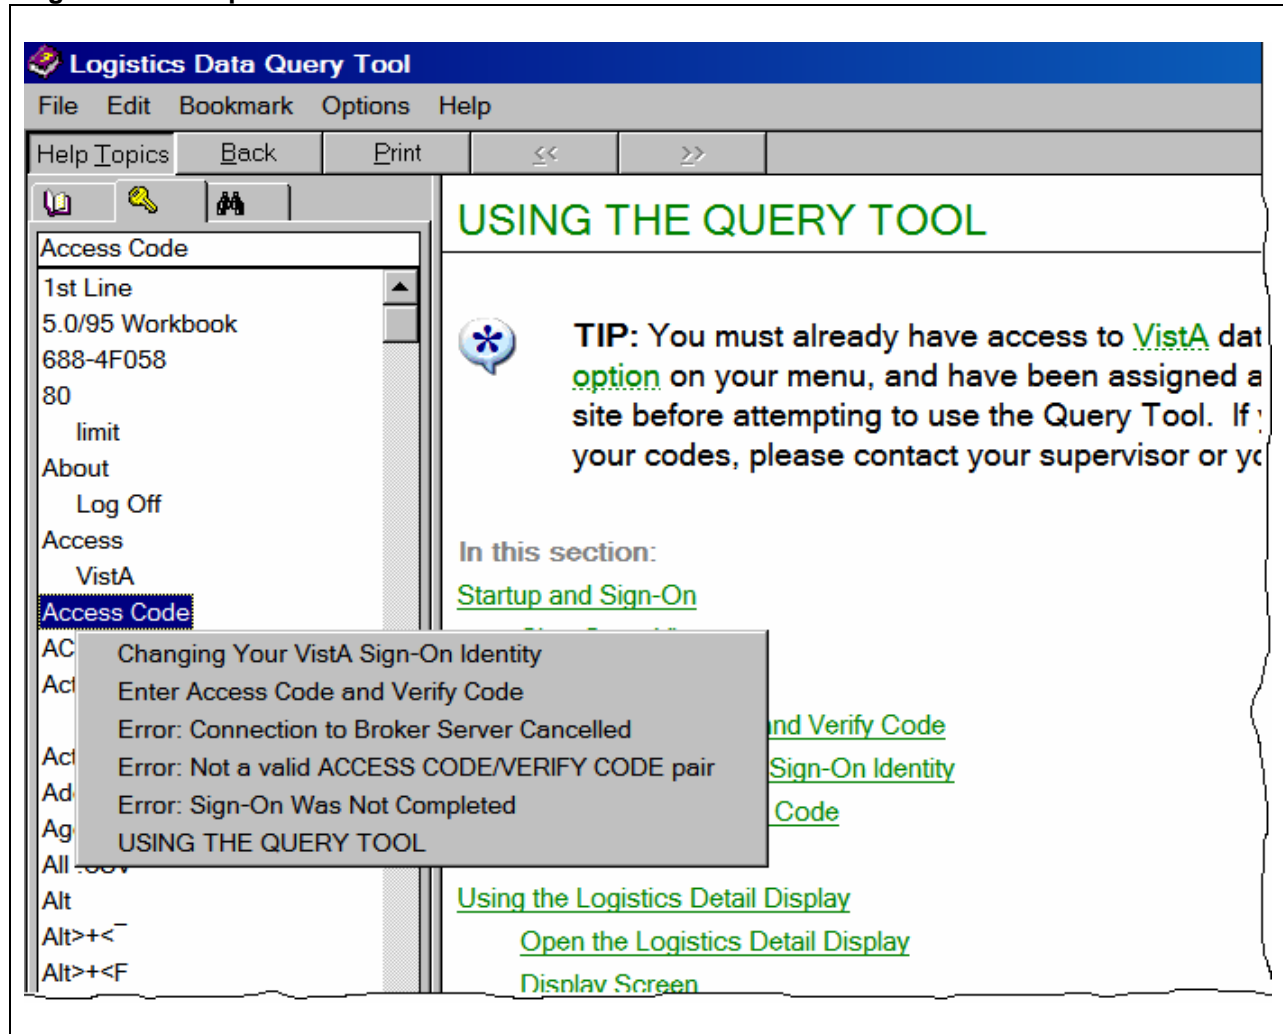 Logistics Data Query Tool
File Edit Bookmark Options Help
Help Topics Back Print << >>
Access Code
1st Line
5.0/95 Workbook
688-4F058
80
limit
About
Log Off
Access
VistA
Access Code
Alt
Alt>+<¯
Alt>+<F
Changing Your VistA Sign-On Identity
Enter Access Code and Verify Code
Error: Connection to Broker Server Cancelled
Error: Not a valid ACCESS CODE/VERIFY CODE pair
Error: Sign-On Was Not Completed
USING THE QUERY TOOL
USING THE QUERY TOOL
TIP: You must already have access to VistA dat
option on your menu, and have been assigned a
site before attempting to use the Query Tool. If
your codes, please contact your supervisor or
In this section:
Startup and Sign-On
and Verify Code
Sign-On Identity
Code
Using the Logistics Detail Display
Open the Logistics Detail Display
Display Screen